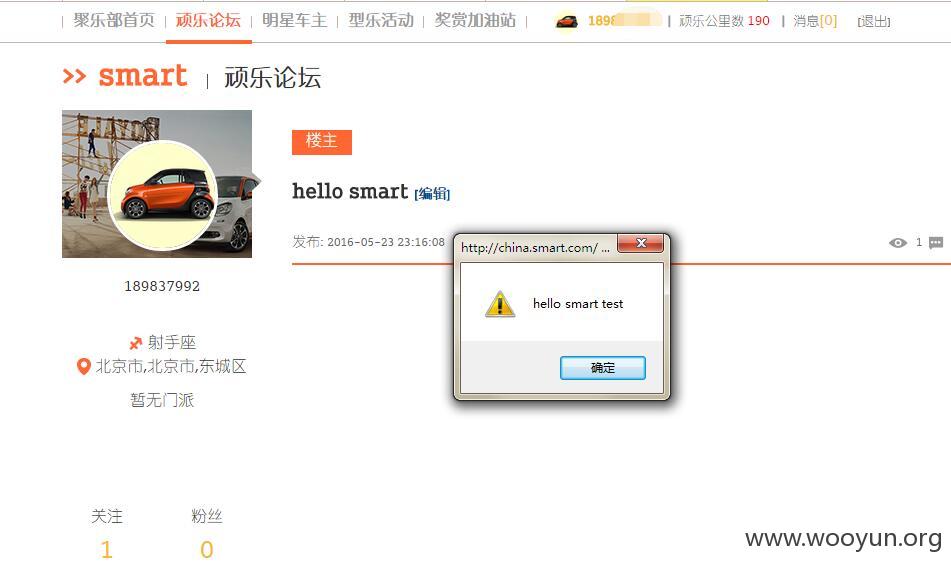 聚乐部首页 | 顽乐论坛 | 明星车主 | 型乐活动 | 奖赏加油站 | 1898 | 顽乐公里数 190 | 消息[0] [退出]
>> smart | 顽乐论坛
楼主
hello smart [编辑]
发布: 2016-05-23 23:16:08 1
http://china.smart.com/ ...
hello smart test
确定
189837992
射手座
北京市,北京市,东城区
暂无门派
关注 粉丝
1 0
www.wooyun.org